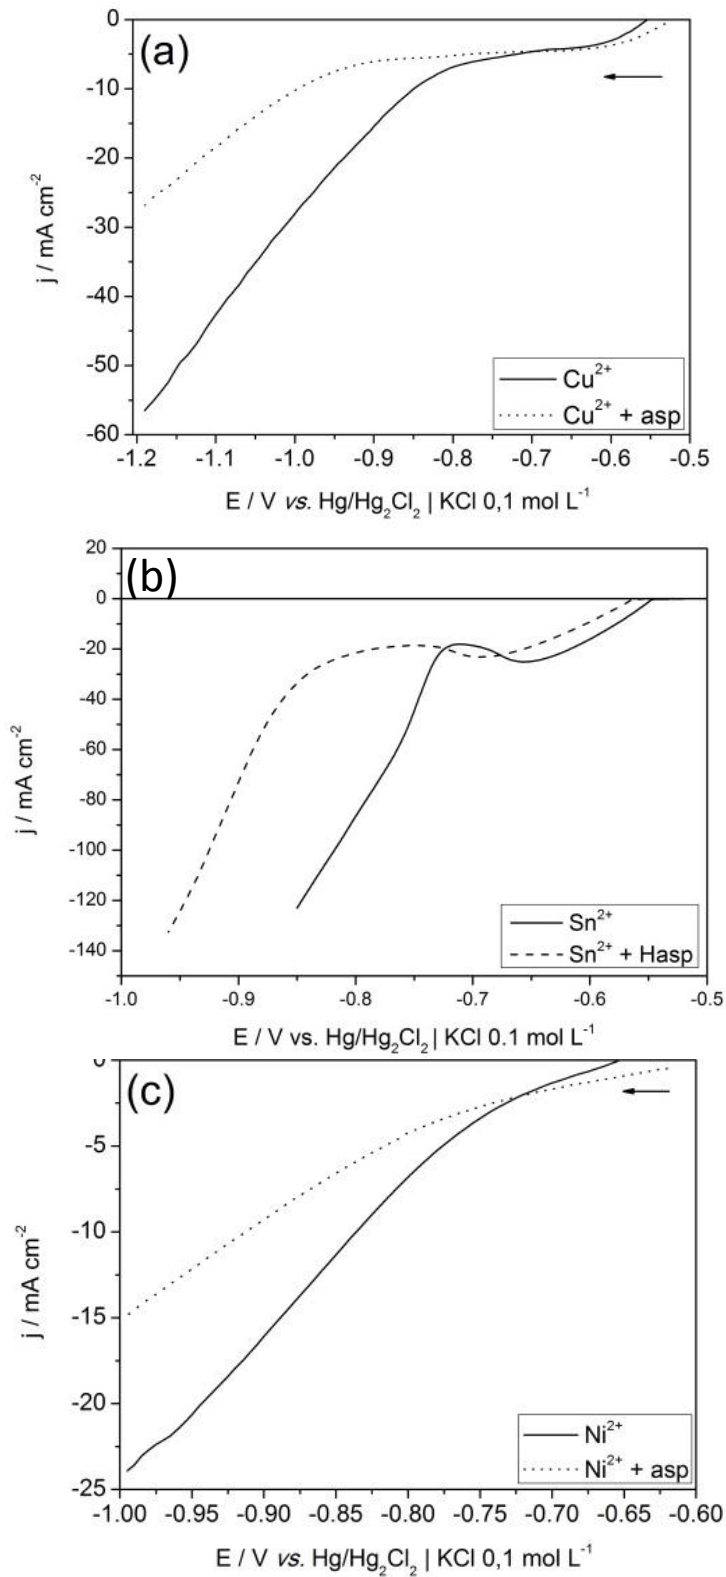 (a)
0
-10
-20
-30
-40
-50
-60
j / mA cm⁻²
Cu²⁺
Cu²⁺ + asp
-1.2 -1.1 -1.0 -0.9 -0.8 -0.7 -0.6 -0.5
E / V vs. Hg/Hg₂Cl₂ | KCl 0,1 mol L⁻¹
(b)
20
0
-20
-40
-60
-80
-100
-120
-140
j / mA cm⁻²
Sn²⁺
Sn²⁺ + Hasp
-1.0 -0.9 -0.8 -0.7 -0.6 -0.5
E / V vs. Hg/Hg₂Cl₂ | KCl 0.1 mol L⁻¹
(c)
0
-5
-10
-15
-20
-25
j / mA cm⁻²
Ni²⁺
Ni²⁺ + asp
-1.00 -0.95 -0.90 -0.85 -0.80 -0.75 -0.70 -0.65 -0.60
E / V vs. Hg/Hg₂Cl₂ | KCl 0,1 mol L⁻¹